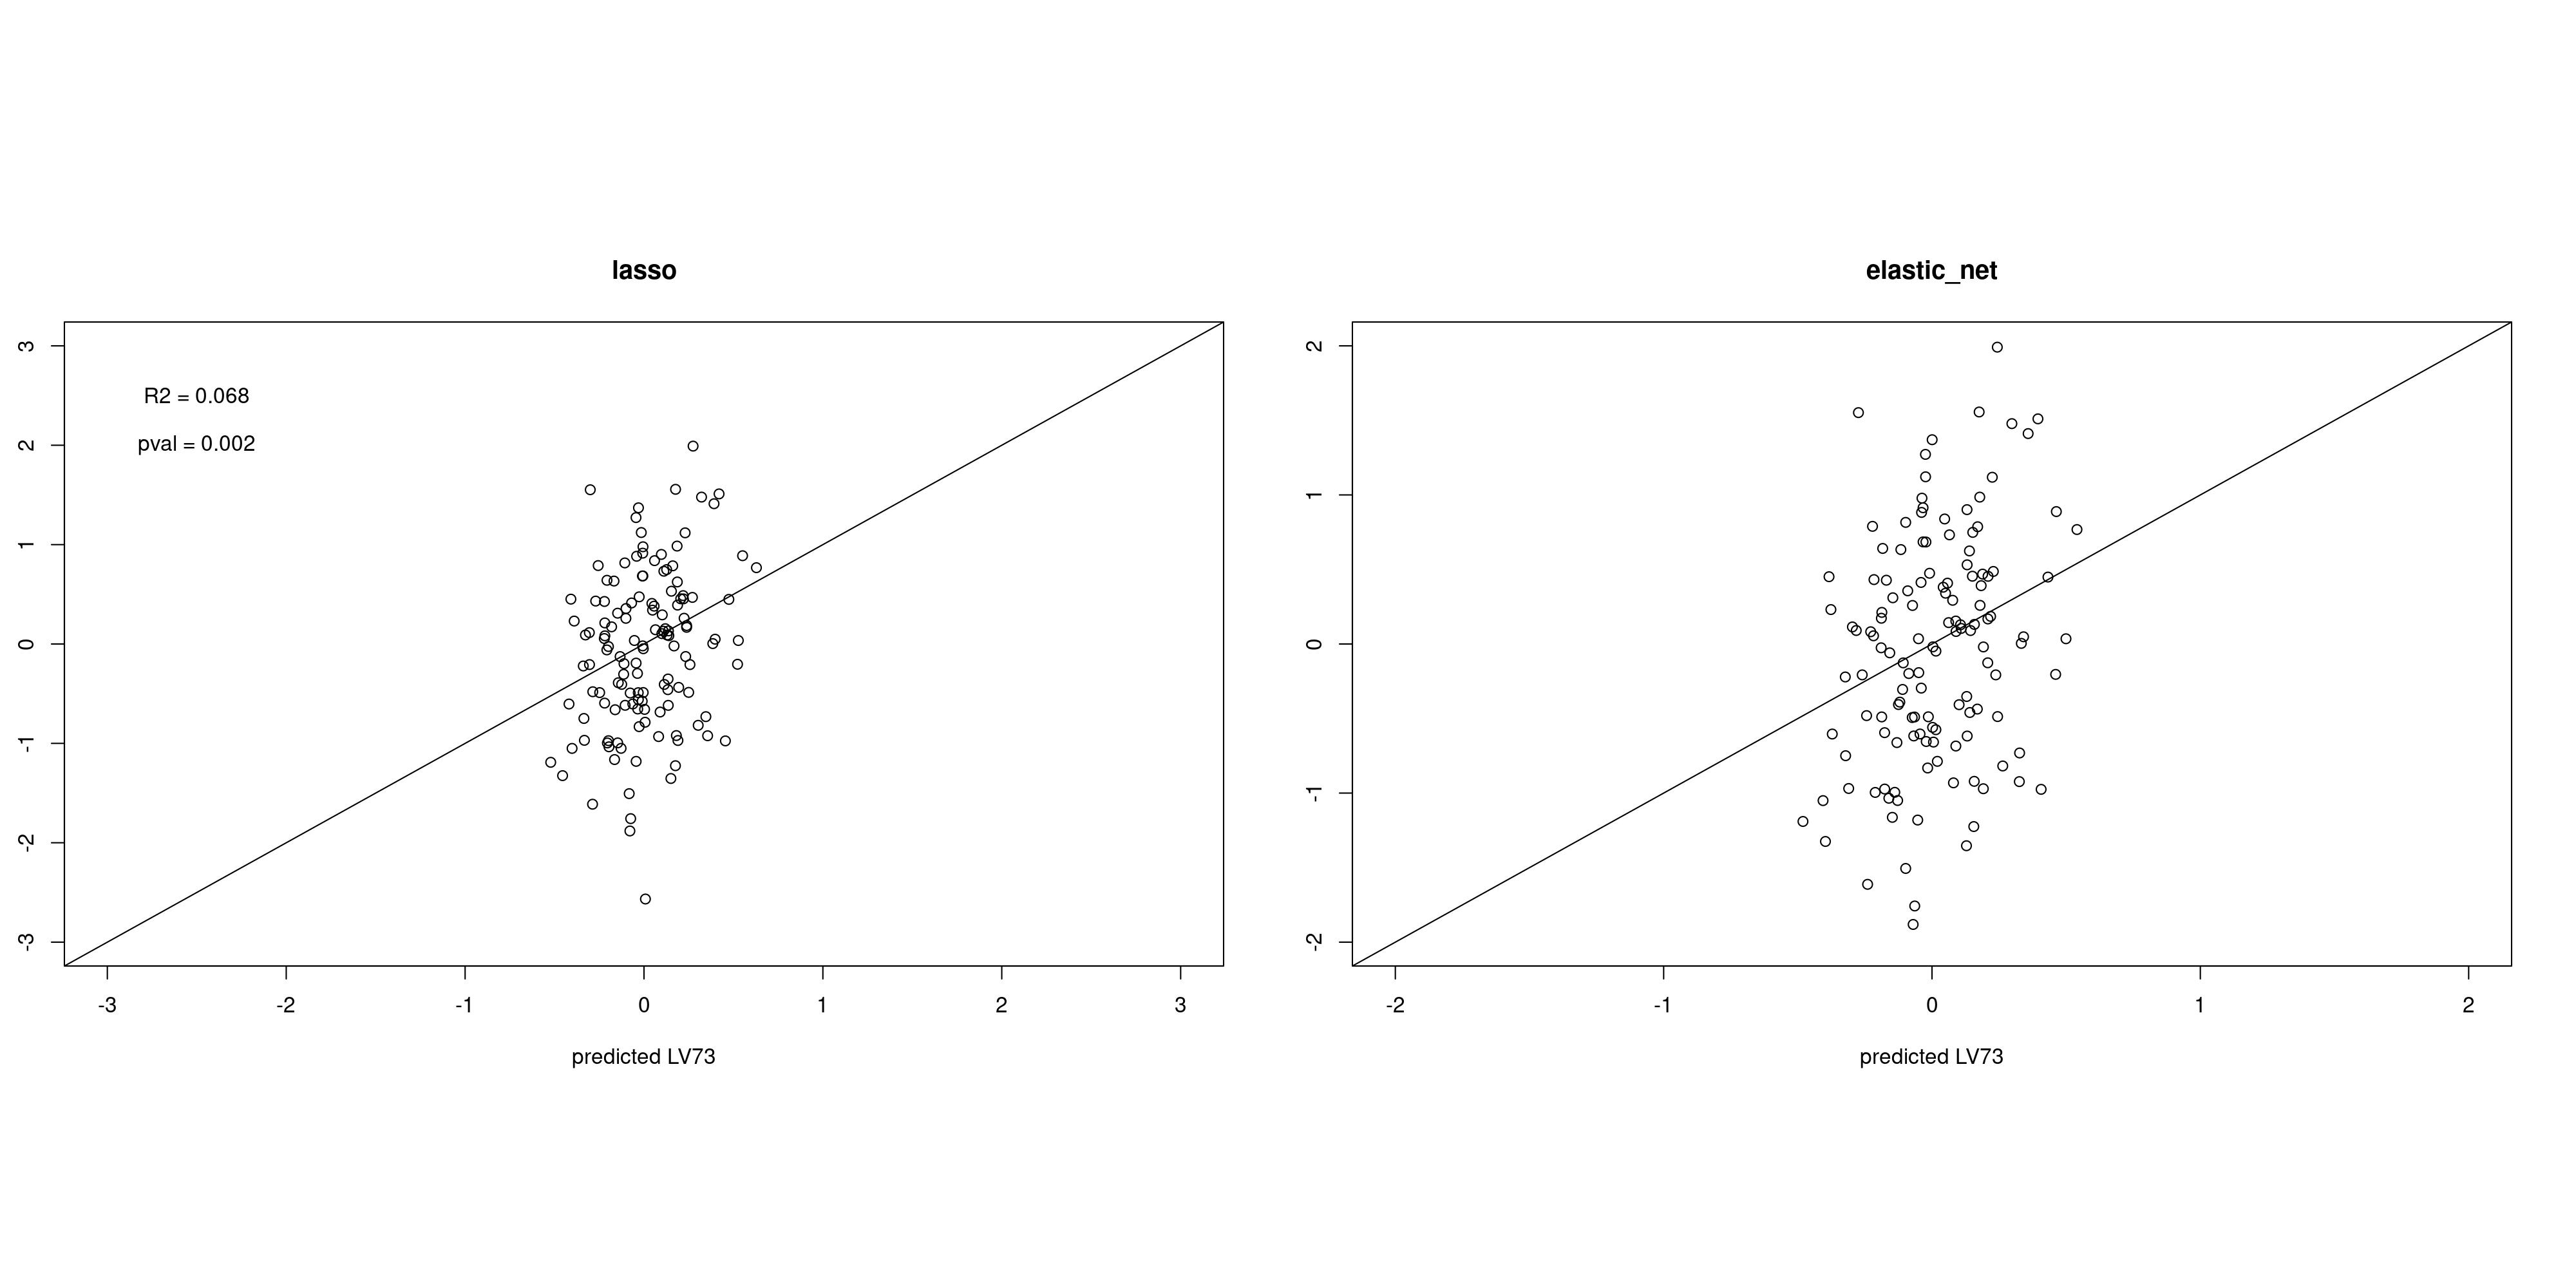 lasso
R2 = 0.068
pval = 0.002
3
2
1
0
-1
-2
-3
-3 -2 -1 0 1 2 3
predicted LV73
elastic_net
2
1
0
-1
-2
-2 -1 0 1 2
predicted LV73